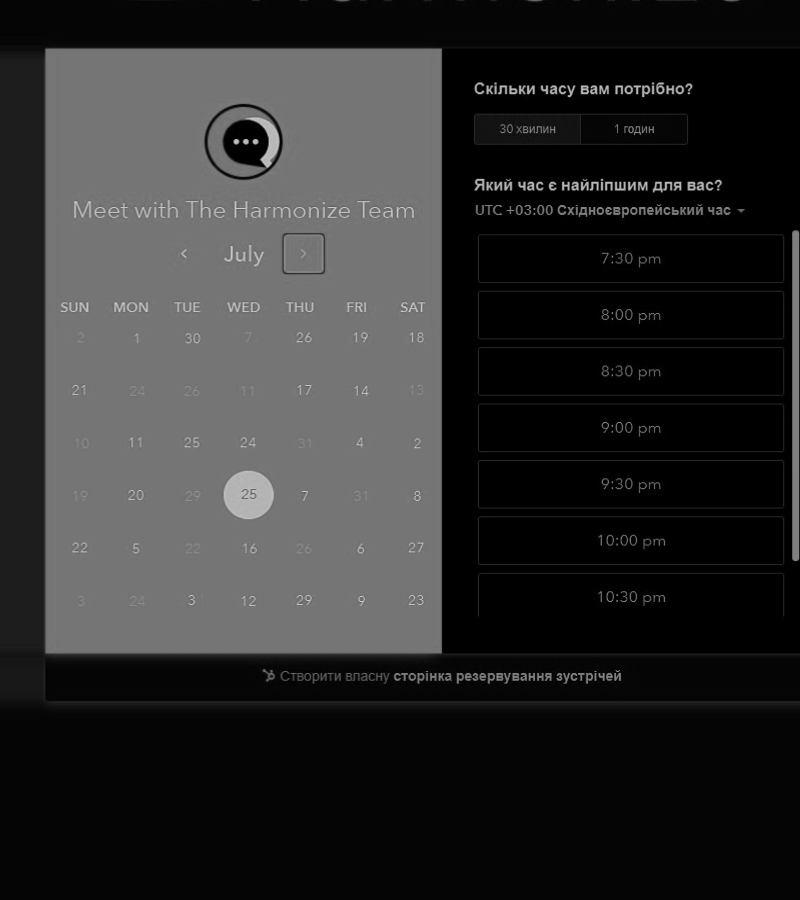 Meet with The Harmonize Team
July
SUN MON TUE WED THU FRI SAT
2 1 30 7 26 19 18
21 24 26 11 17 14 13
10 11 25 24 31 4 2
19 20 29 25 7 31 8
22 5 22 16 26 6 27
3 24 3 12 29 9 23
Скільки часу вам потрібно?
30 хвилин 1 годин
Який час є найліпшим для вас?
UTC +03:00 Східноєвропейський час
7:30 pm
8:00 pm
8:30 pm
9:00 pm
9:30 pm
10:00 pm
10:30 pm
Створити власну сторінка резервування зустрічей